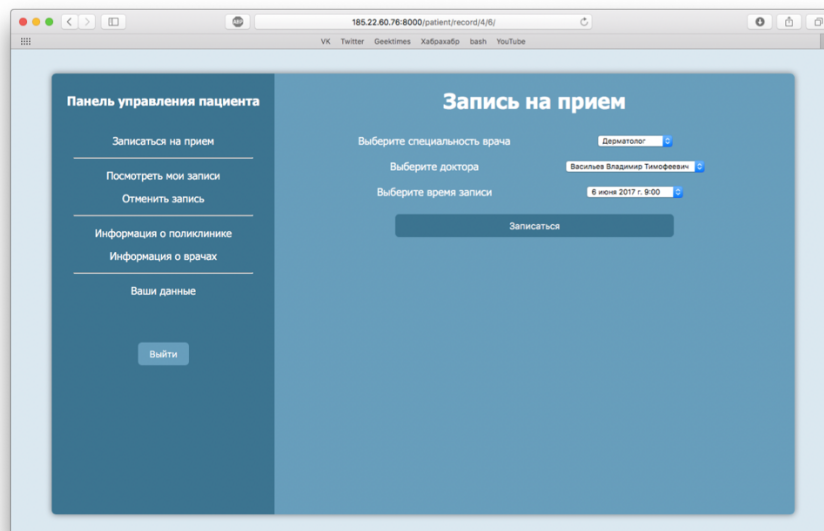 185.22.60.76:8000/patient/record/4/6/
VK Twitter Geektimes Хабрахабр bash YouTube
Панель управления пациента
Записаться на прием
Посмотреть мои записи
Отменить запись
Информация о поликлинике
Информация о врачах
Ваши данные
Выйти
Запись на прием
Выберите специальность врача Дерматолог
Выберите доктора Васильев Владимир Тимофеевич
Выберите время записи 6 июня 2017 г. 9:00
Записаться